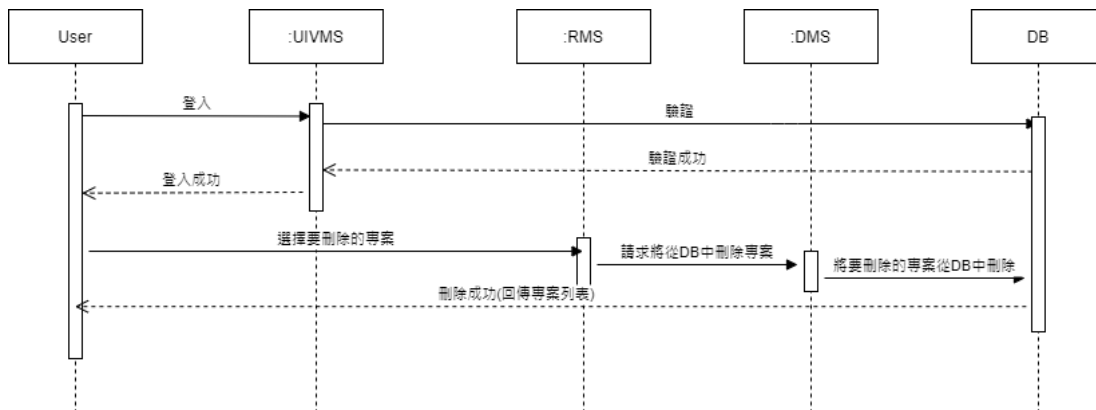 User
:UIVMS
:RMS
:DMS
DB
登入
驗證
驗證成功
登入成功
選擇要刪除的專案
請求將從DB中刪除專案
將要刪除的專案從DB中刪除
刪除成功(回傳專案列表)